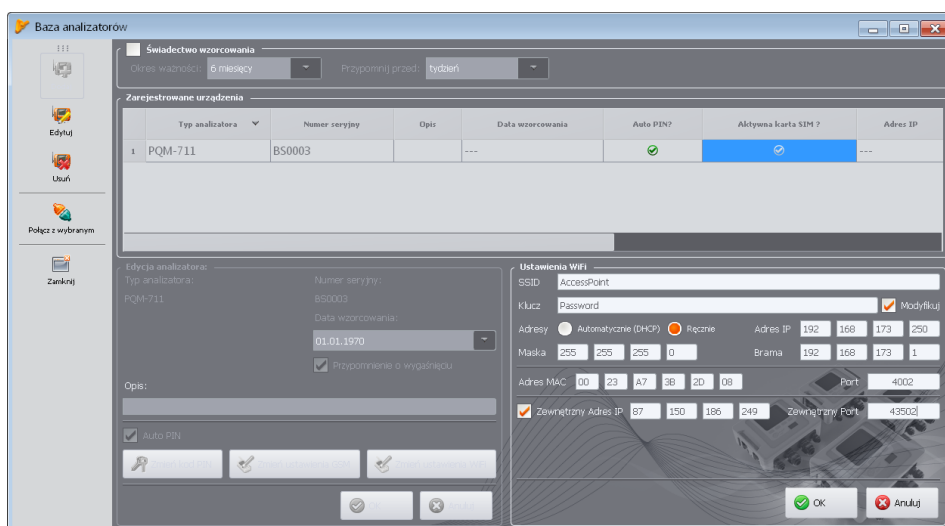 Baza analizatorów
Świadectwo wzorcowania
Okres ważności: 6 miesięcy Przypomnij przed: tydzień
Zarejestrowane urządzenia
Typ analizatora Numer seryjny Opis Data wzorcowania Auto PIN? Aktywna karta SIM ? Adres IP
1 PQM-711 BS0003 --- ---
Edytuj
Usuń
Połącz z wybranym
Zamknij
Edycja analizatora:
Typ analizatora: Numer seryjny:
PQM-711 BS0003
Data wzorcowania:
01.01.1970
Przypomnienie o wygaśnięciu
Opis:
Auto PIN
Ustawienia WiFi
SSID AccessPoint
Klucz Password Modyfikuj
Adresy Automatycznie (DHCP) Ręcznie Adres IP 192 168 173 250
Maska 255 255 255 0 Brama 192 168 173 1
Adres MAC 00 23 A7 3B 2D 08 Port 4002
Zewnętrzny Adres IP 87 150 186 249 Zewnętrzny Port 43502
OK Anuluj